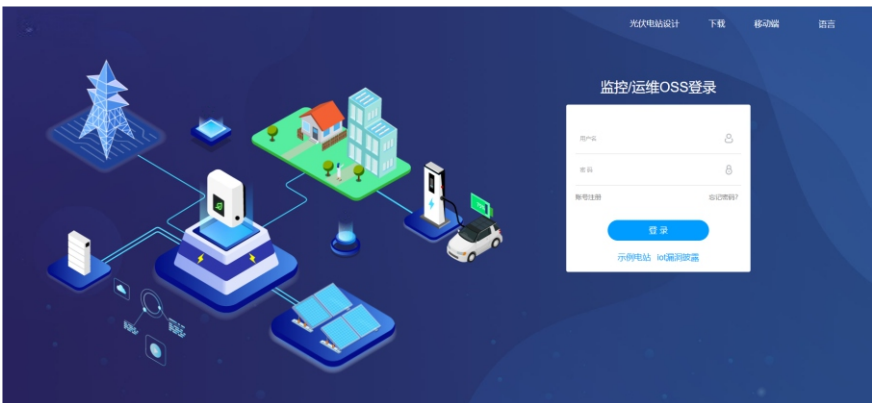 光伏电站设计 下载 移动端 语言
监控/运维OSS登录
用户名
密 码
账号注册 忘记密码?
登 录
示例电站 iot漏洞披露